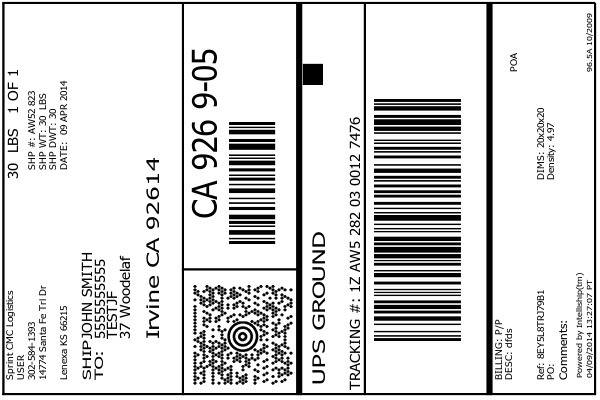 Sprint CMC Logistics
USER
302-584-1393
14774 Santa Fe Trl Dr
Lenexa KS 66215
30 LBS 1 OF 1
SHP #: AW52 823
SHP WT: 30 LBS
SHP DWT: 30
DATE: 09 APR 2014
SHIP JOHN SMITH
TO: 5555555555
TEST JF
37 Woodelaf
Irvine CA 92614
CA 926 9-05
UPS GROUND
TRACKING #: 1Z AW5 282 03 0012 7476
BILLING: P/P
DESC: dfds
POA
Ref: 8EY5L8TRJ79B1
PO:
DIMS: 20x20x20
Density: 4.97
Comments:
Powered by Intelliship(tm)
04/09/2014 13:27:07 PT
96.5A 10/2009